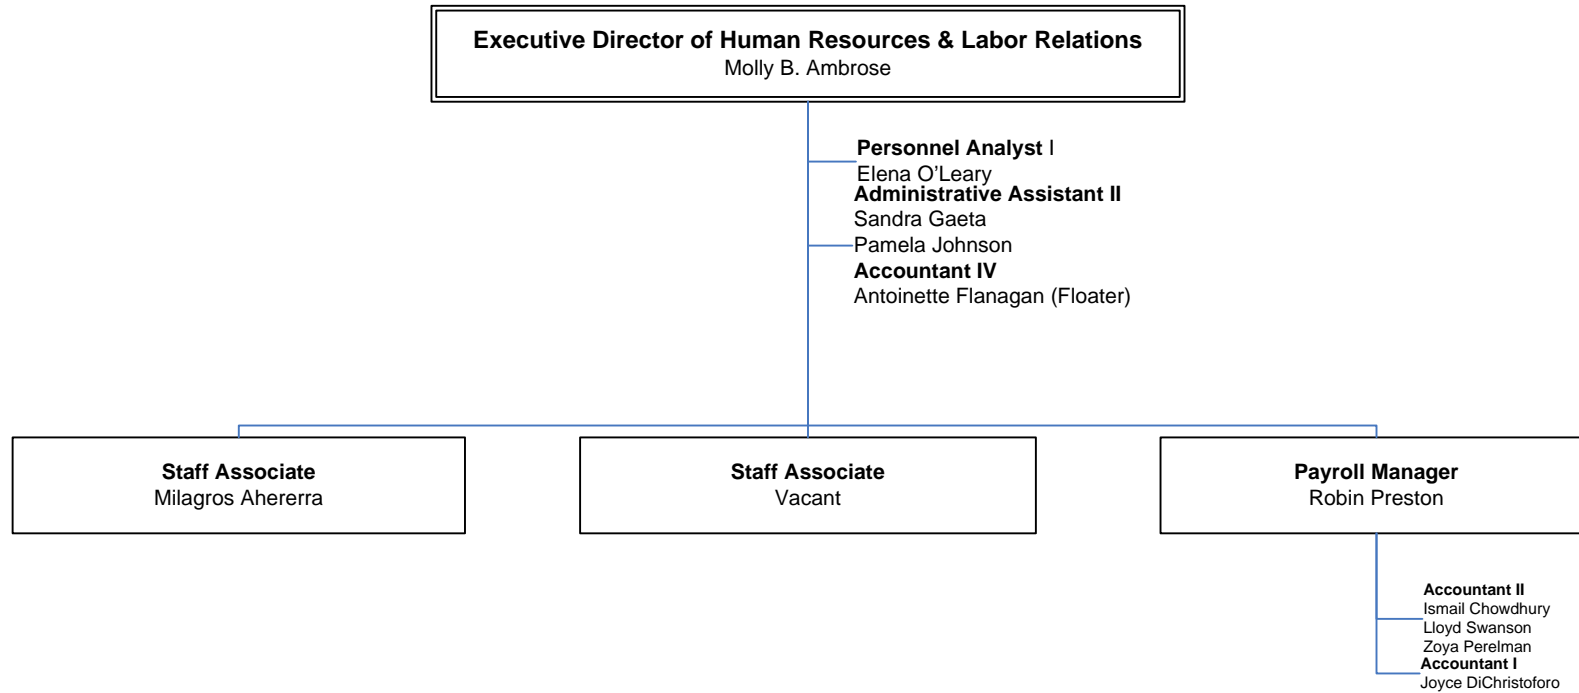 Executive Director of Human Resources & Labor Relations
Molly B. Ambrose
Personnel Analyst I
Elena O’Leary
Administrative Assistant II
Sandra Gaeta
Pamela Johnson
Accountant IV
Antoinette Flanagan (Floater)
Staff Associate
Milagros Ahererra
Staff Associate
Vacant
Payroll Manager
Robin Preston
Accountant II
Ismail Chowdhury
Lloyd Swanson
Zoya Perelman
Accountant I
Joyce DiChristoforo